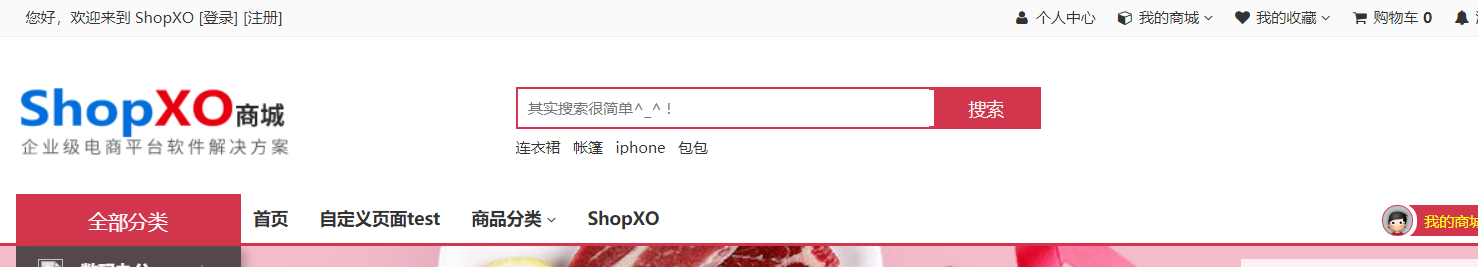 您好，欢迎来到 ShopXO [登录] [注册]
个人中心 我的商城 我的收藏 购物车 0
ShopXO商城
企业级电商平台软件解决方案
其实搜索很简单^_^！ 搜索
连衣裙 帐篷 iphone 包包
全部分类 首页 自定义页面test 商品分类 ShopXO
我的商城